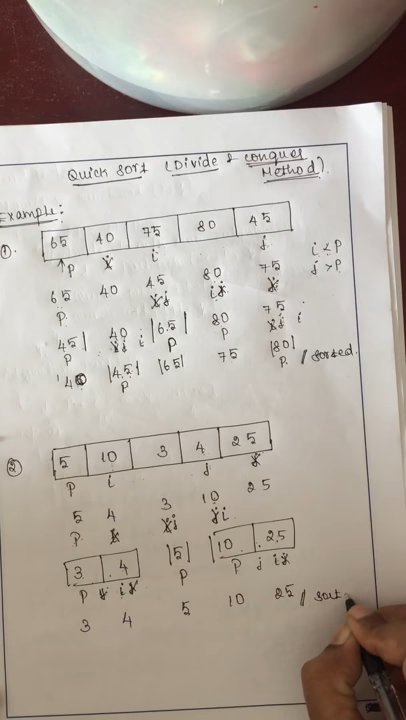 Quick sort (Divide & conquer
Method).
Example:
①.
65 40 75 80 45
↑P i i j i < P
65 40 45 80 75 j > P
P i j i j j
45 | 40 |65| 80 75
P i j i P P j i
40 |45| |65| 75 |80| // sorted.
P P
②
5 10 3 4 25
P i j j
5 4 3 10 25
P i i j j i
3 4 |5| 10 25
P j i j P P j i j
3 4 5 10 25 // sort